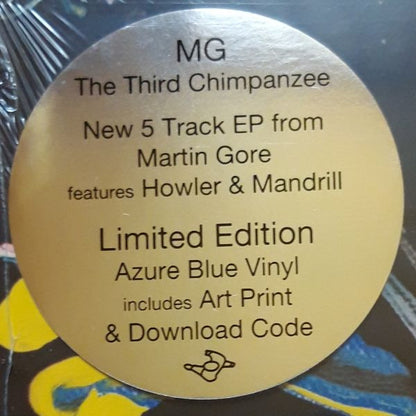 MG
The Third Chimpanzee
New 5 Track EP from
Martin Gore
features Howler & Mandrill
Limited Edition
Azure Blue Vinyl
includes Art Print
& Download Code